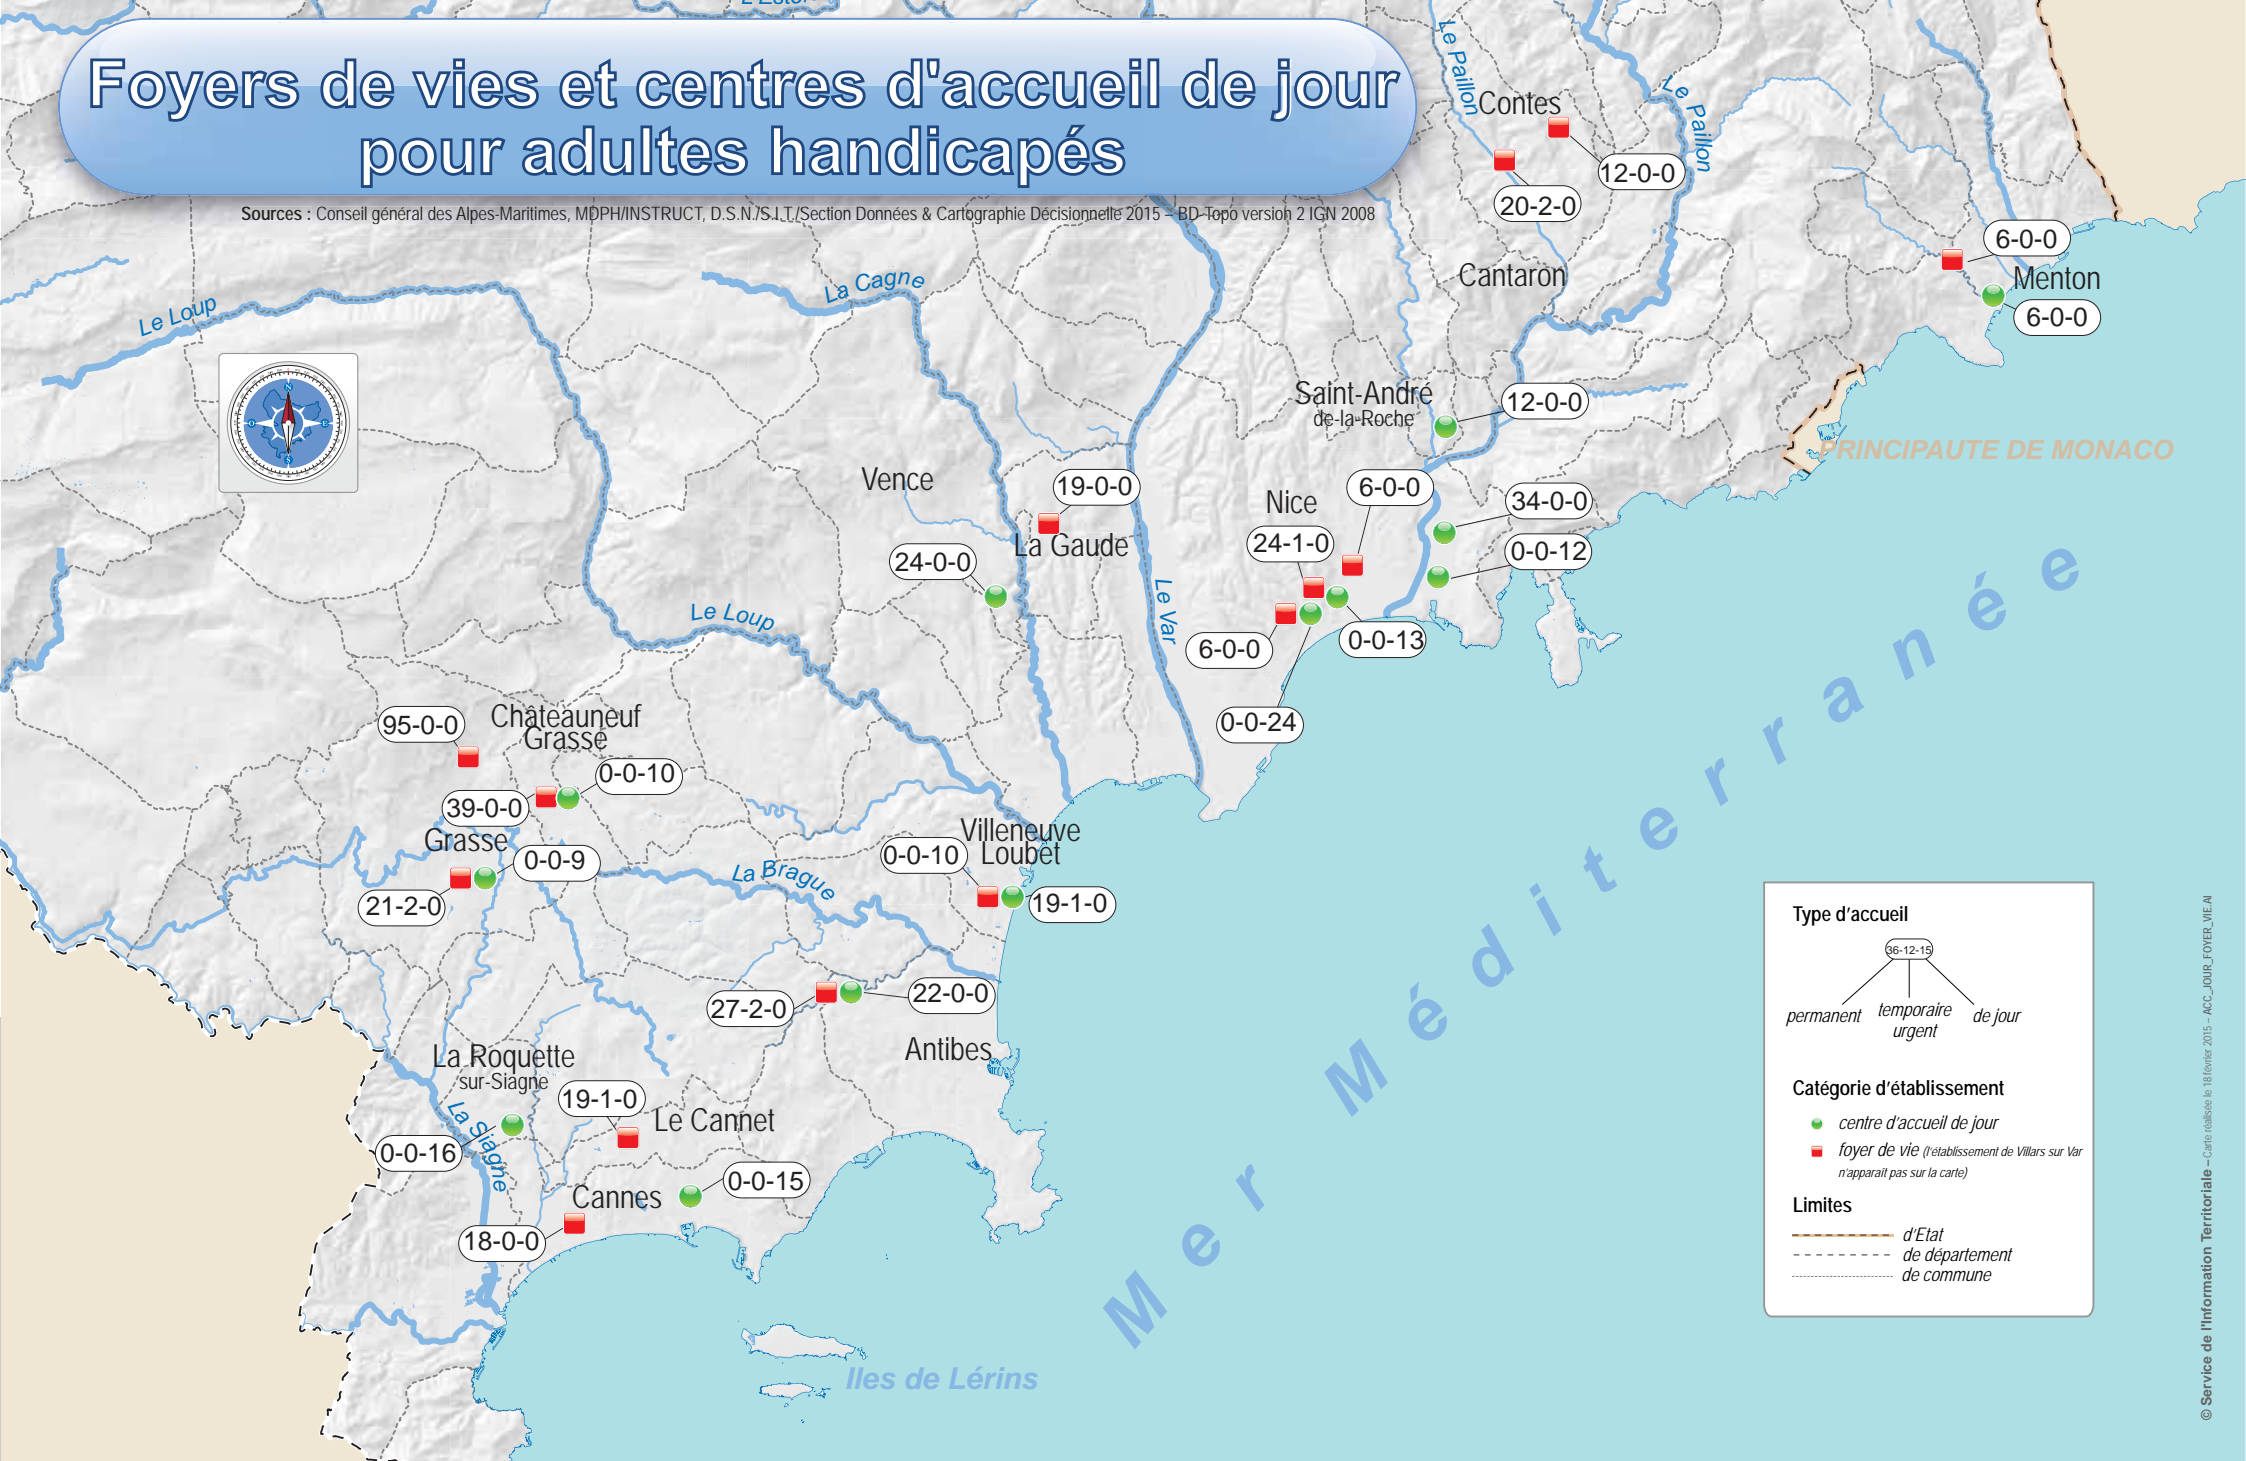 L'Estéron
Foyers de vies et centres d'accueil de jour
pour adultes handicapés
Sources : Conseil général des Alpes-Maritimes, MDPH/INSTRUCT, D.S.N./S.I.T./Section Données & Cartographie Décisionnelle 2015 – BD-Topo version 2 IGN 2008
Le Paillon
Le Paillon
Contes
12-0-0
20-2-0
Cantaron
6-0-0
Menton
6-0-0
La Cagne
Le Loup
N
E
S
O
Saint-André
de-la-Roche
12-0-0
PRINCIPAUTE DE MONACO
Vence
19-0-0
La Gaude
24-0-0
Nice
6-0-0
24-1-0
34-0-0
0-0-12
6-0-0
0-0-13
0-0-24
Le Var
Le Loup
95-0-0
Châteauneuf
Grasse
0-0-10
39-0-0
Grasse
0-0-9
21-2-0
La Brague
Villeneuve
Loubet
0-0-10
19-1-0
27-2-0
22-0-0
Antibes
La Roquette
sur-Siagne
La Siagne
0-0-16
19-1-0
Le Cannet
0-0-15
Cannes
18-0-0
Mer Méditerranée
Iles de Lérins
Type d'accueil
36-12-15
permanent
temporaire
urgent
de jour
Catégorie d'établissement
centre d'accueil de jour
foyer de vie (l'établissement de Villars sur Var
n'apparaît pas sur la carte)
Limites
d'Etat
de département
de commune
© Service de l'Information Territoriale – Carte réalisée le 18 février 2015 – ACC_JOUR_FOYER_VIE.AI